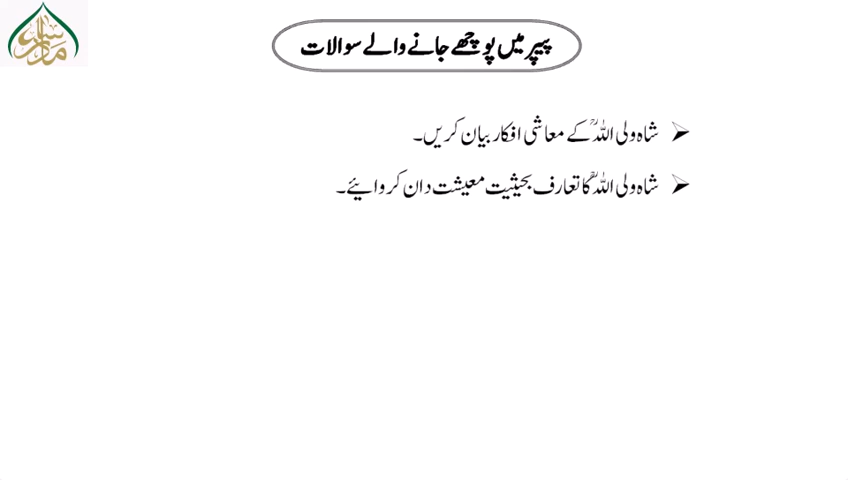 پیپر میں پوچھے جانے والے سوالات
شاہ ولی اللہؒ کے معاشی افکار بیان کریں۔
شاہ ولی اللہؒ کا تعارف بحیثیت معیشت دان کروایئے۔